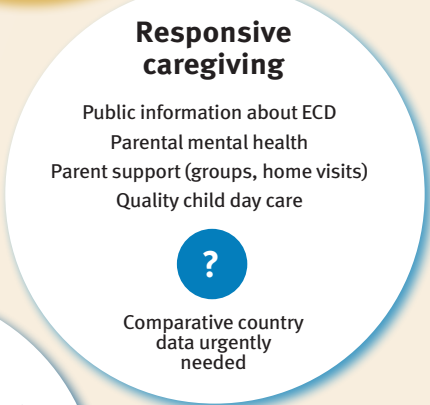 Responsive
caregiving
Public information about ECD
Parental mental health
Parent support (groups, home visits)
Quality child day care
?
Comparative country
data urgently
needed